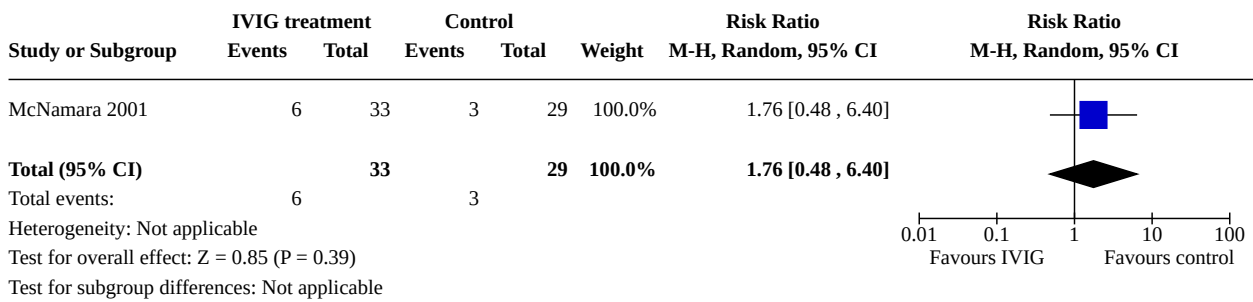 IVIG treatment Control Risk Ratio Risk Ratio
Study or Subgroup Events Total Events Total Weight M-H, Random, 95% CI M-H, Random, 95% CI
McNamara 2001 6 33 3 29 100.0% 1.76 [0.48 , 6.40]
Total (95% CI) 33 29 100.0% 1.76 [0.48 , 6.40]
Total events: 6 3
Heterogeneity: Not applicable
Test for overall effect: Z = 0.85 (P = 0.39)
Test for subgroup differences: Not applicable
0.01 0.1 1 10 100
Favours IVIG Favours control